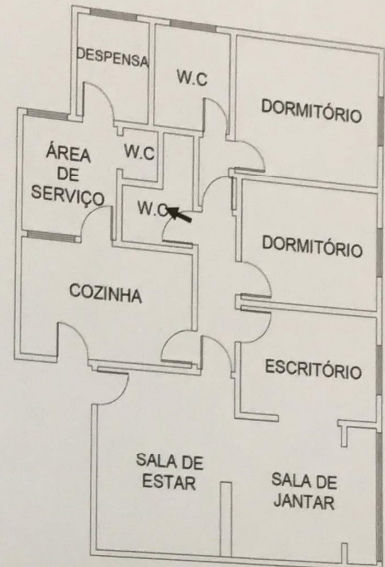 DESPENSA
W.C
DORMITÓRIO
ÁREA
DE
SERVIÇO
W.C
W.C
DORMITÓRIO
COZINHA
ESCRITÓRIO
SALA DE
ESTAR
SALA DE
JANTAR